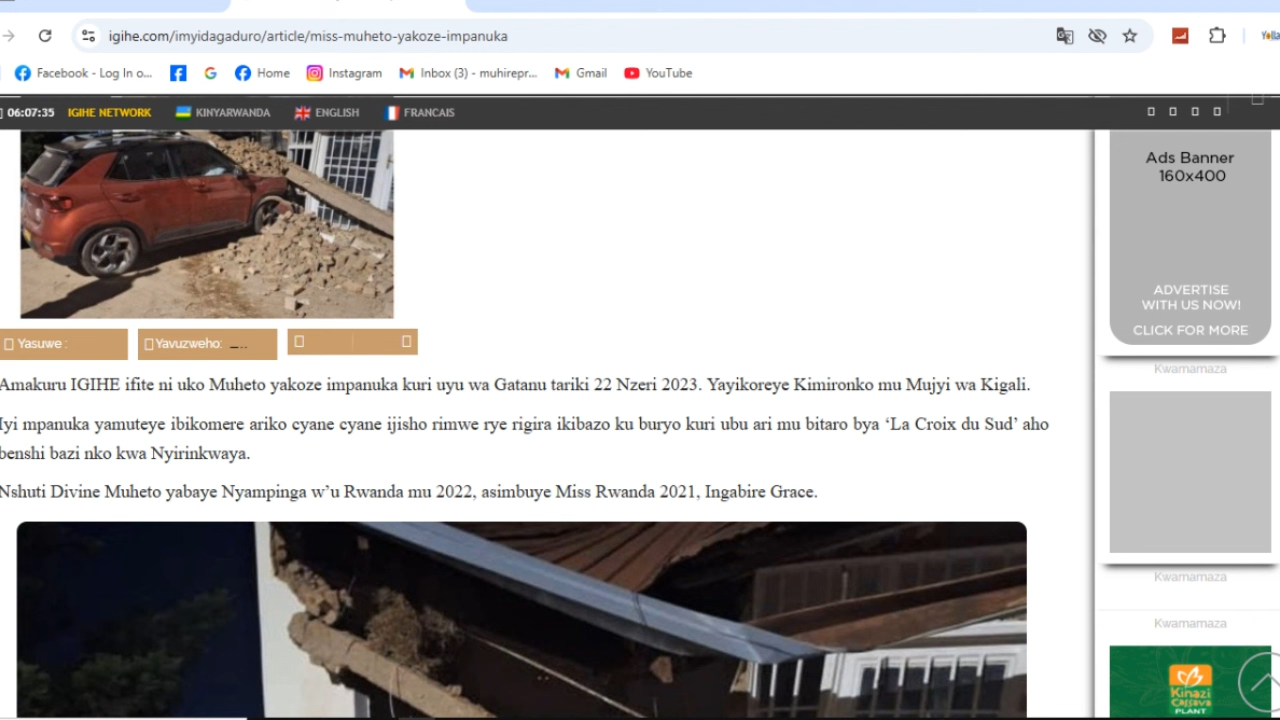 igihe.com/imyidagaduro/article/miss-muheto-yakoze-impanuka
Facebook - Log In o...
Home
Instagram
Inbox (3) - muhirepr...
Gmail
YouTube
06:07:35 IGIHE NETWORK KINYARWANDA ENGLISH FRANCAIS
Yasuwe :
Yavuzweho:
Amakuru IGIHE ifite ni uko Muheto yakoze impanuka kuri uyu wa Gatanu tariki 22 Nzeri 2023. Yayikoreye Kimironko mu Mujyi wa Kigali.
Iyi mpanuka yamuteye ibikomere ariko cyane cyane ijisho rimwe rye rigira ikibazo ku buryo kuri ubu ari mu bitaro bya ‘La Croix du Sud’ aho
benshi bazi nko kwa Nyirinkwaya.
Nshuti Divine Muheto yabaye Nyampinga w’u Rwanda mu 2022, asimbuye Miss Rwanda 2021, Ingabire Grace.
Ads Banner
160x400
ADVERTISE
WITH US NOW!
CLICK FOR MORE
Kwamamaza
Kwamamaza
Kwamamaza
Kinazi
Cassava
PLANT